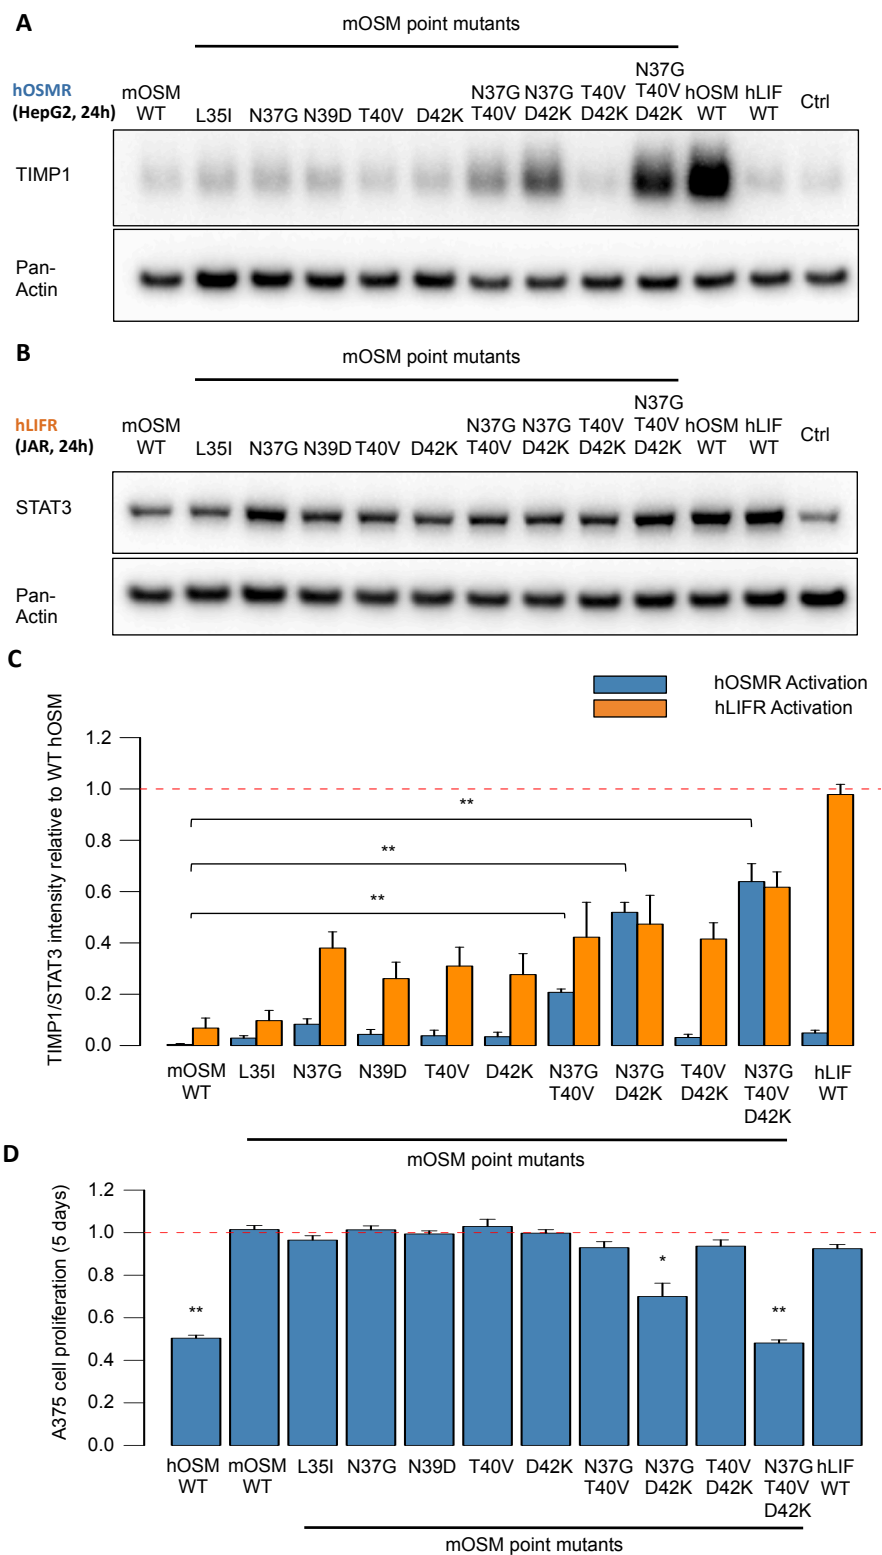 A
mOSM point mutants
hOSMR
(HepG2, 24h)
mOSM
WT
L35I
N37G
N39D
T40V
D42K
N37G
T40V
N37G
D42K
T40V
D42K
N37G
T40V
D42K
hOSM
WT
hLIF
WT
Ctrl
TIMP1
Pan-
Actin
B
mOSM point mutants
hLIFR
(JAR, 24h)
mOSM
WT
L35I
N37G
N39D
T40V
D42K
N37G
T40V
N37G
D42K
T40V
D42K
N37G
T40V
D42K
hOSM
WT
hLIF
WT
Ctrl
STAT3
Pan-
Actin
C
hOSMR Activation
hLIFR Activation
TIMP1/STAT3 intensity relative to WT hOSM
1.2
1.0
0.8
0.6
0.4
0.2
0.0
**
**
**
mOSM
WT
L35I
N37G
N39D
T40V
D42K
N37G
T40V
N37G
D42K
T40V
D42K
N37G
T40V
D42K
hLIF
WT
mOSM point mutants
D
A375 cell proliferation (5 days)
1.2
1.0
0.8
0.6
0.4
0.2
0.0
**
*
**
hOSM
WT
mOSM
WT
L35I
N37G
N39D
T40V
D42K
N37G
T40V
N37G
D42K
T40V
D42K
N37G
T40V
D42K
hLIF
WT
mOSM point mutants